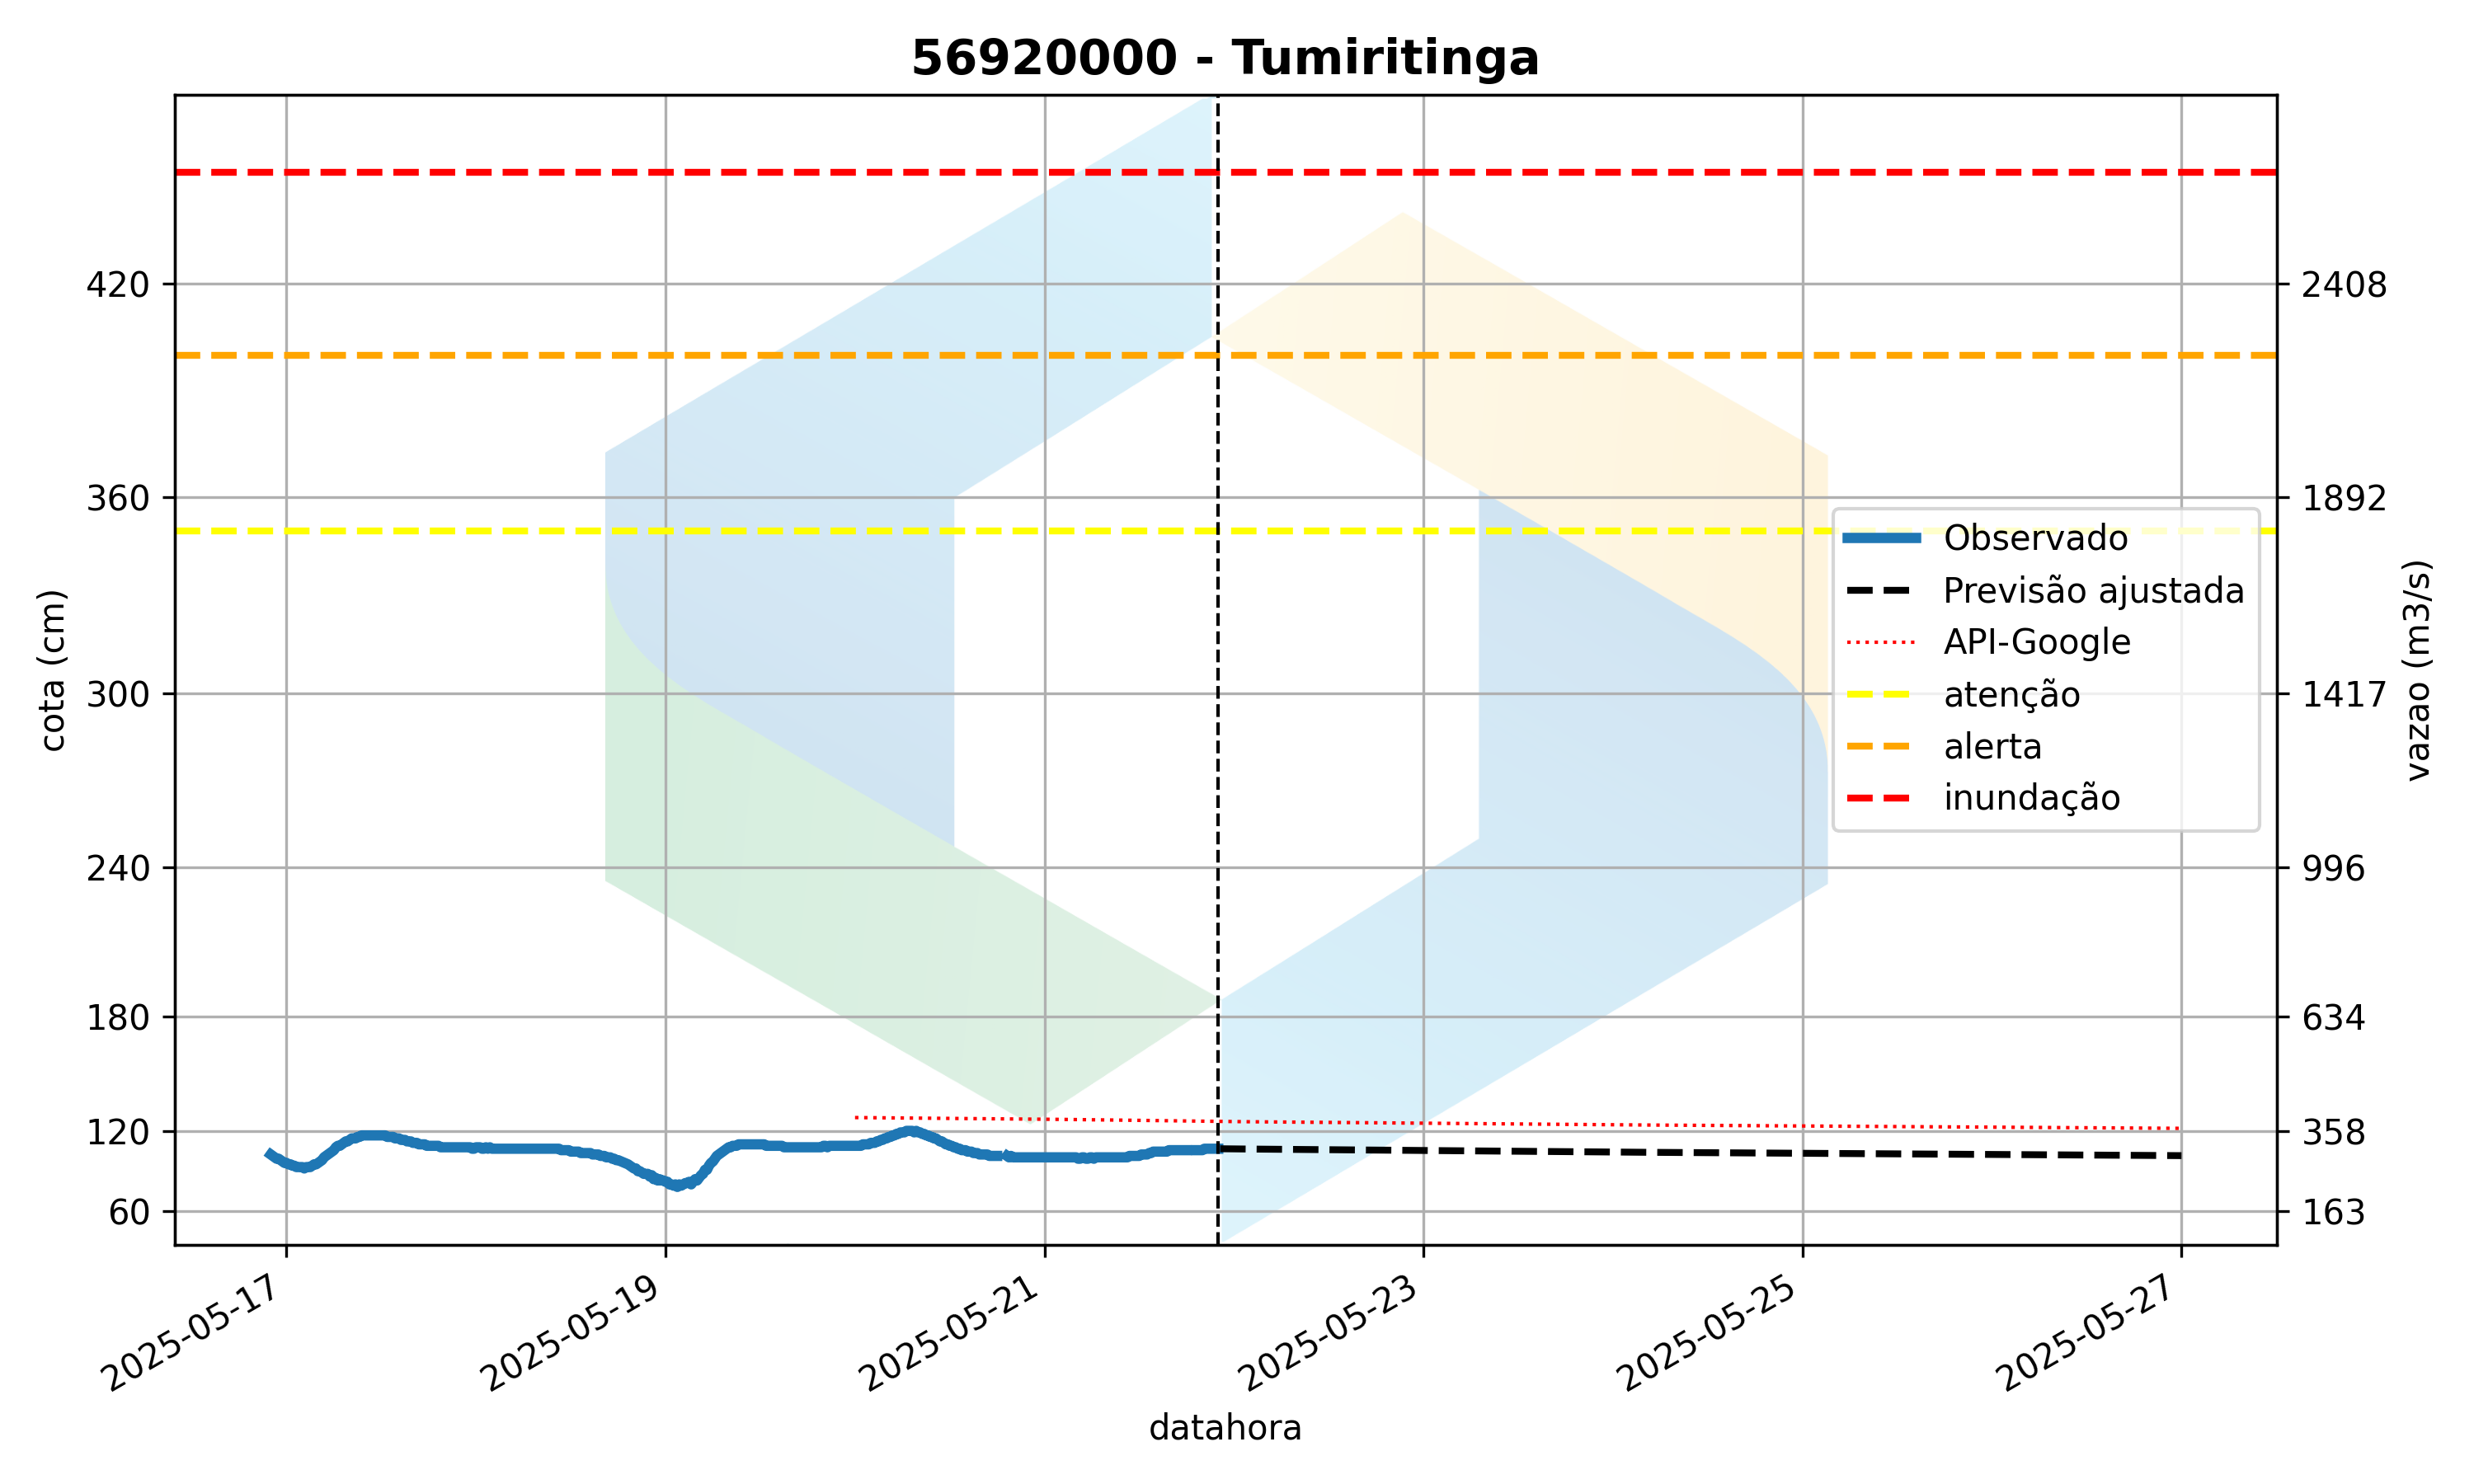 56920000 - Tumiritinga
cota (cm)
420
360
300
240
180
120
60
2408
1892
1417
996
634
358
163
vazao (m3/s)
Observado
Previsão ajustada
API-Google
atenção
alerta
inundação
2025-05-17
2025-05-19
2025-05-21
2025-05-23
2025-05-25
2025-05-27
datahora